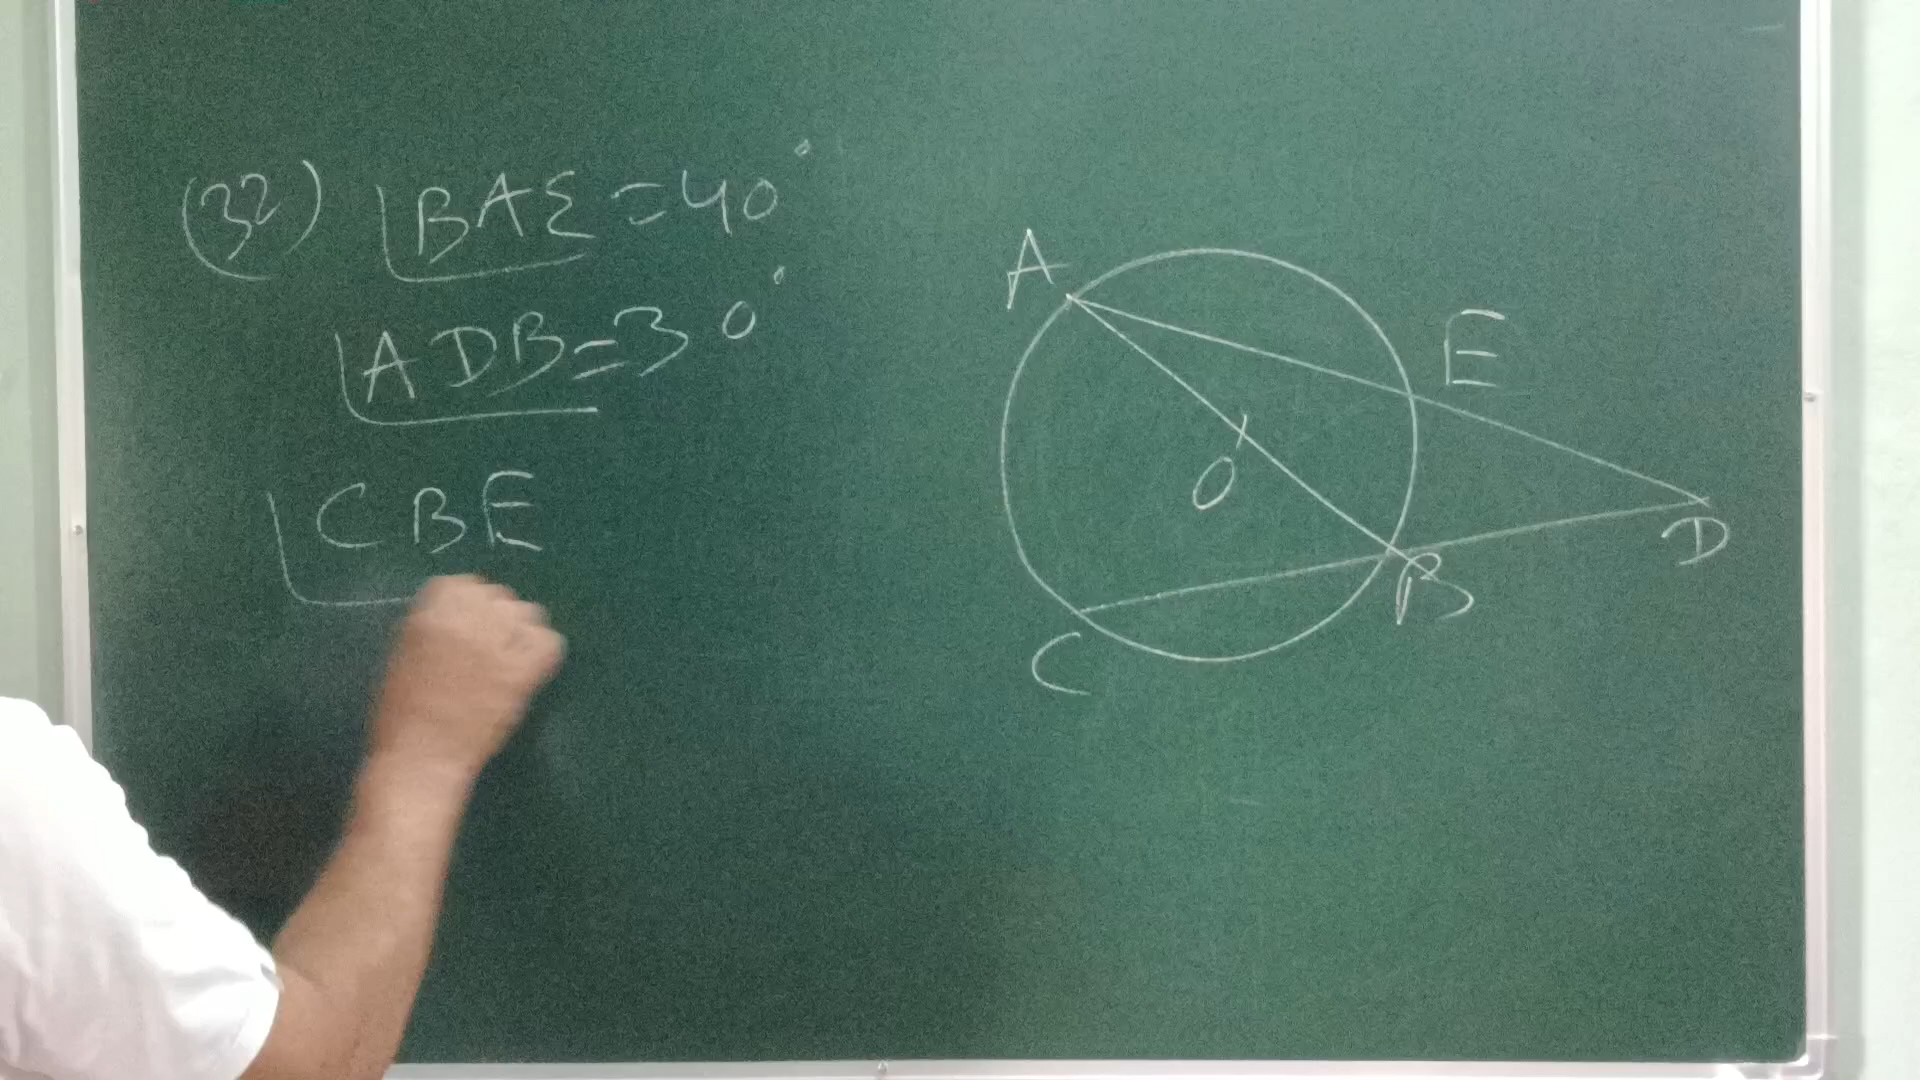 (32) ∠BAE = 40°
∠ADB = 30°
∠CBE
A
E
O
D
B
C